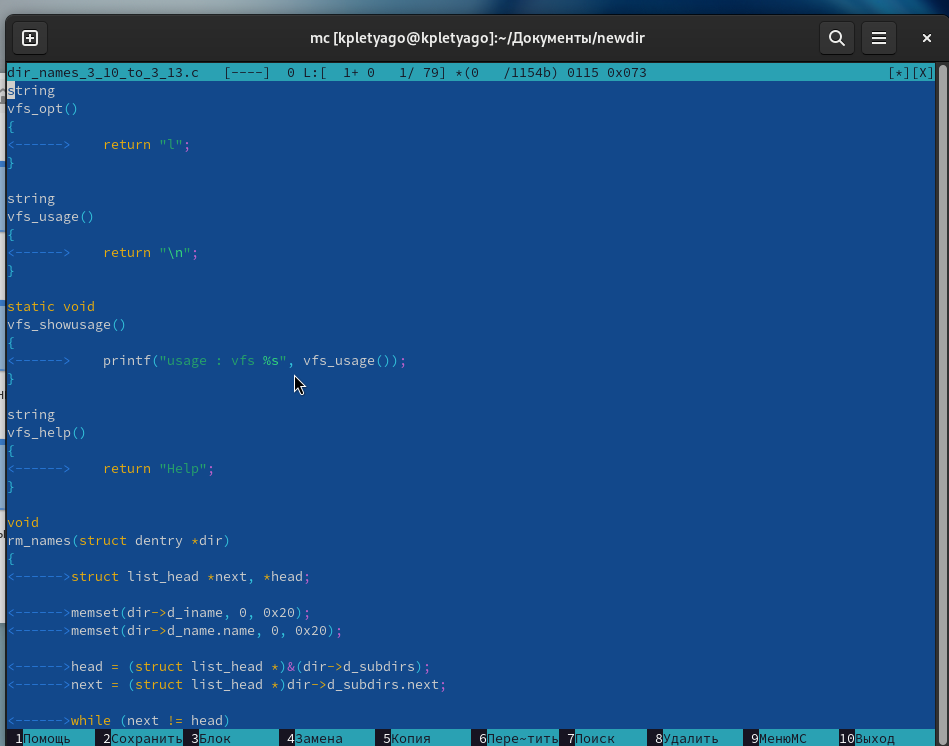 mc [kpletyago@kpletyago]:~/Документы/newdir
dir_names_3_10_to_3_13.c   [----]  0 L:[  1+ 0   1/ 79] *(0   /1154b) 0115 0x073   [*][X]
string
vfs_opt()
{
<------>    return "l";
}
string
vfs_usage()
{
<------>    return "\n";
}
static void
vfs_showusage()
{
<------>    printf("usage : vfs %s", vfs_usage());
}
string
vfs_help()
{
<------>    return "Help";
}
void
rm_names(struct dentry *dir)
{
<------>struct list_head *next, *head;
<------>memset(dir->d_iname, 0, 0x20);
<------>memset(dir->d_name.name, 0, 0x20);
<------>head = (struct list_head *)&(dir->d_subdirs);
<------>next = (struct list_head *)dir->d_subdirs.next;
<------>while (next != head)
1Помощь 2Сохранить 3Блок 4Замена 5Копия 6Пере~тить 7Поиск 8Удалить 9МенюMC 10Выход